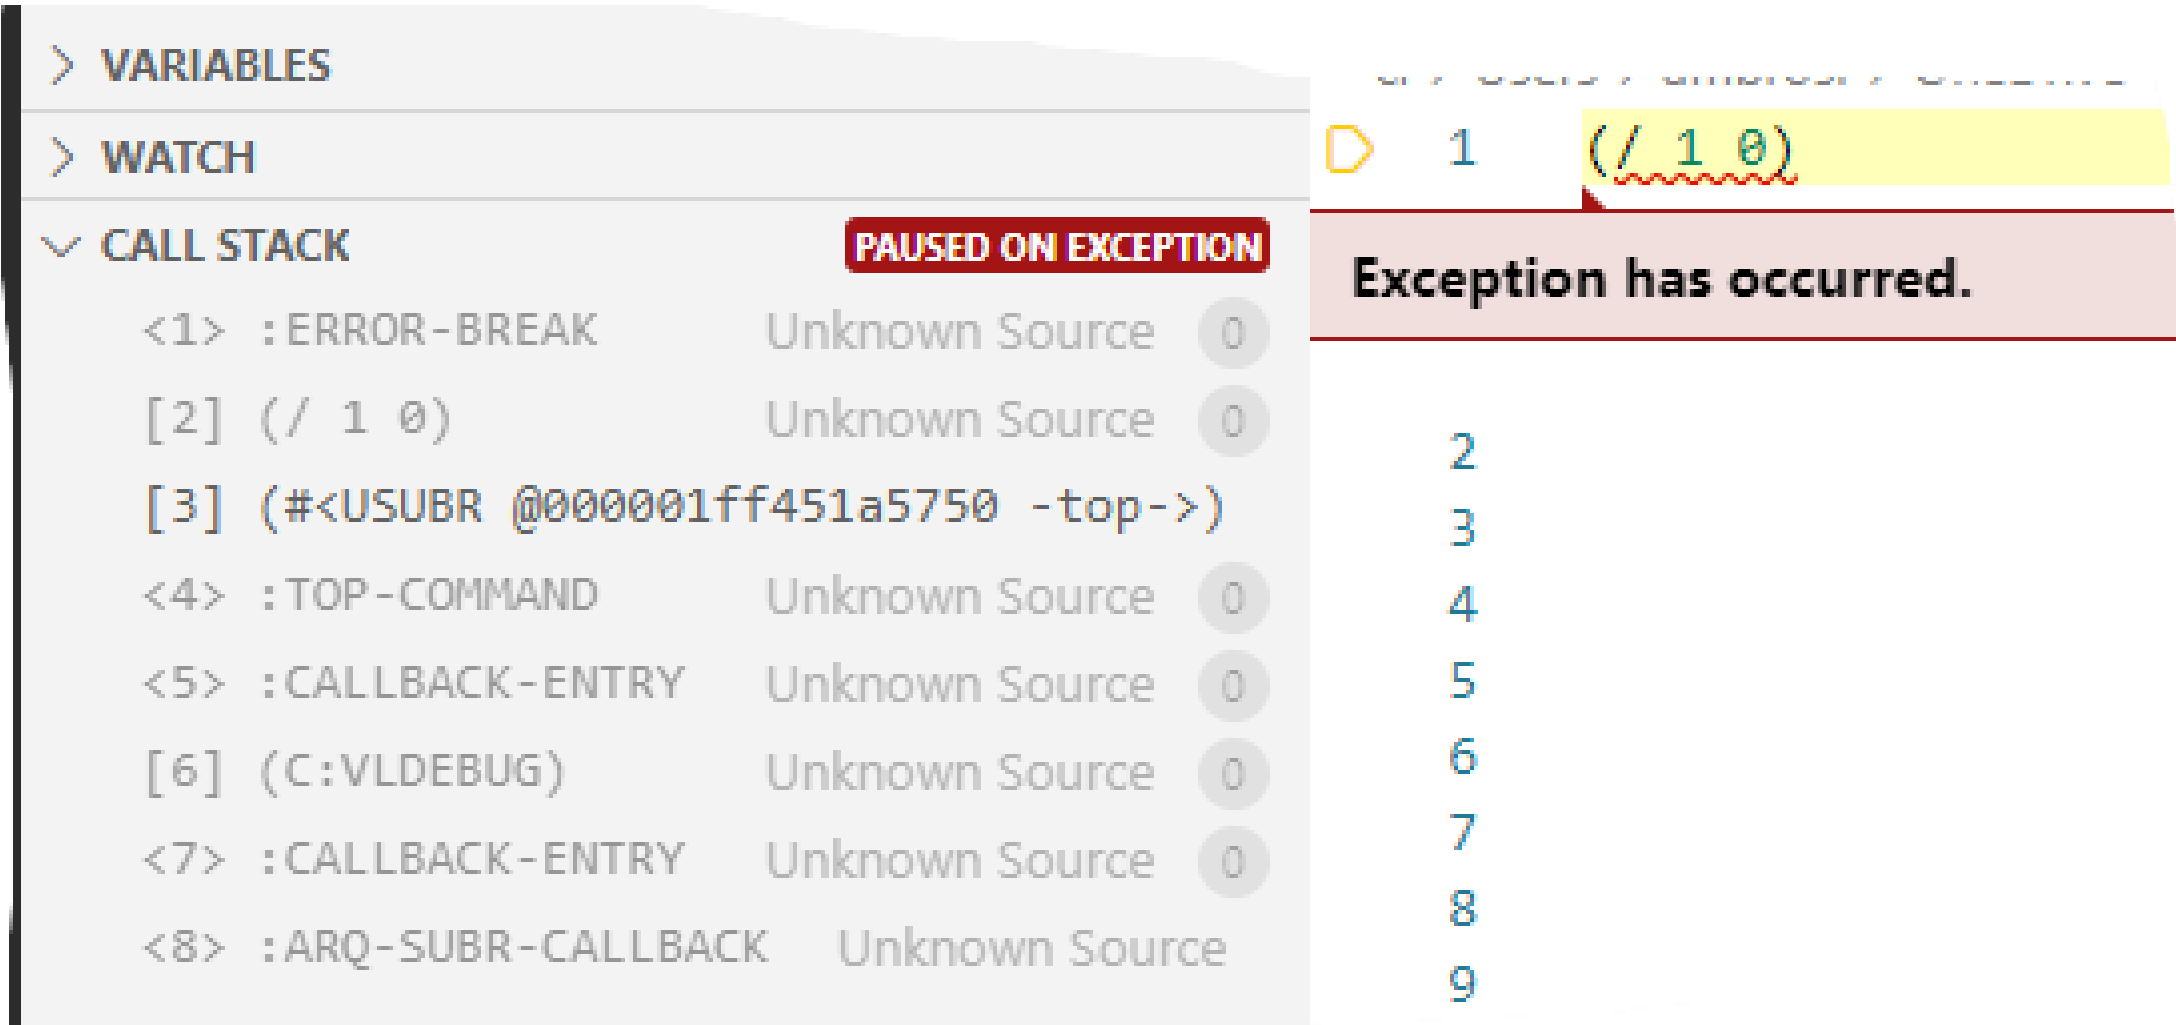 VARIABLES
WATCH
CALL STACK PAUSED ON EXCEPTION
<1> :ERROR-BREAK Unknown Source 0
[2] (/ 1 0) Unknown Source 0
[3] (#<USUBR @000001ff451a5750 -top->)
<4> :TOP-COMMAND Unknown Source 0
<5> :CALLBACK-ENTRY Unknown Source 0
[6] (C:VLDEBUG) Unknown Source 0
<7> :CALLBACK-ENTRY Unknown Source 0
<8> :ARQ-SUBR-CALLBACK Unknown Source
1 (/ 1 0)
Exception has occurred.
2
3
4
5
6
7
8
9